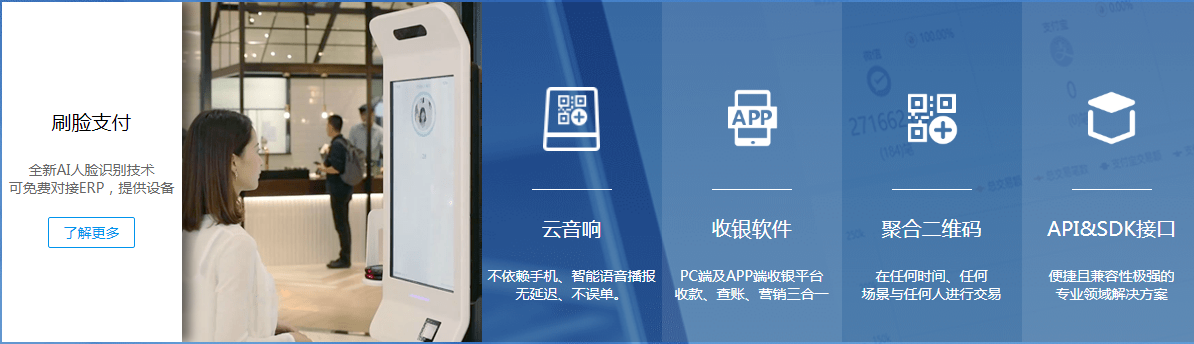 刷脸支付
全新AI人脸识别技术
可免费对接ERP，提供设备
了解更多
云音响
不依赖手机、智能语音播报
无延迟、不误单。
APP
收银软件
PC端及APP端收银平台
收款、查账、营销三合一
聚合二维码
在任何时间、任何
场景与任何人进行交易
API&SDK接口
便捷且兼容性极强的
专业领域解决方案
100.00%
0.00%
271662
(184)